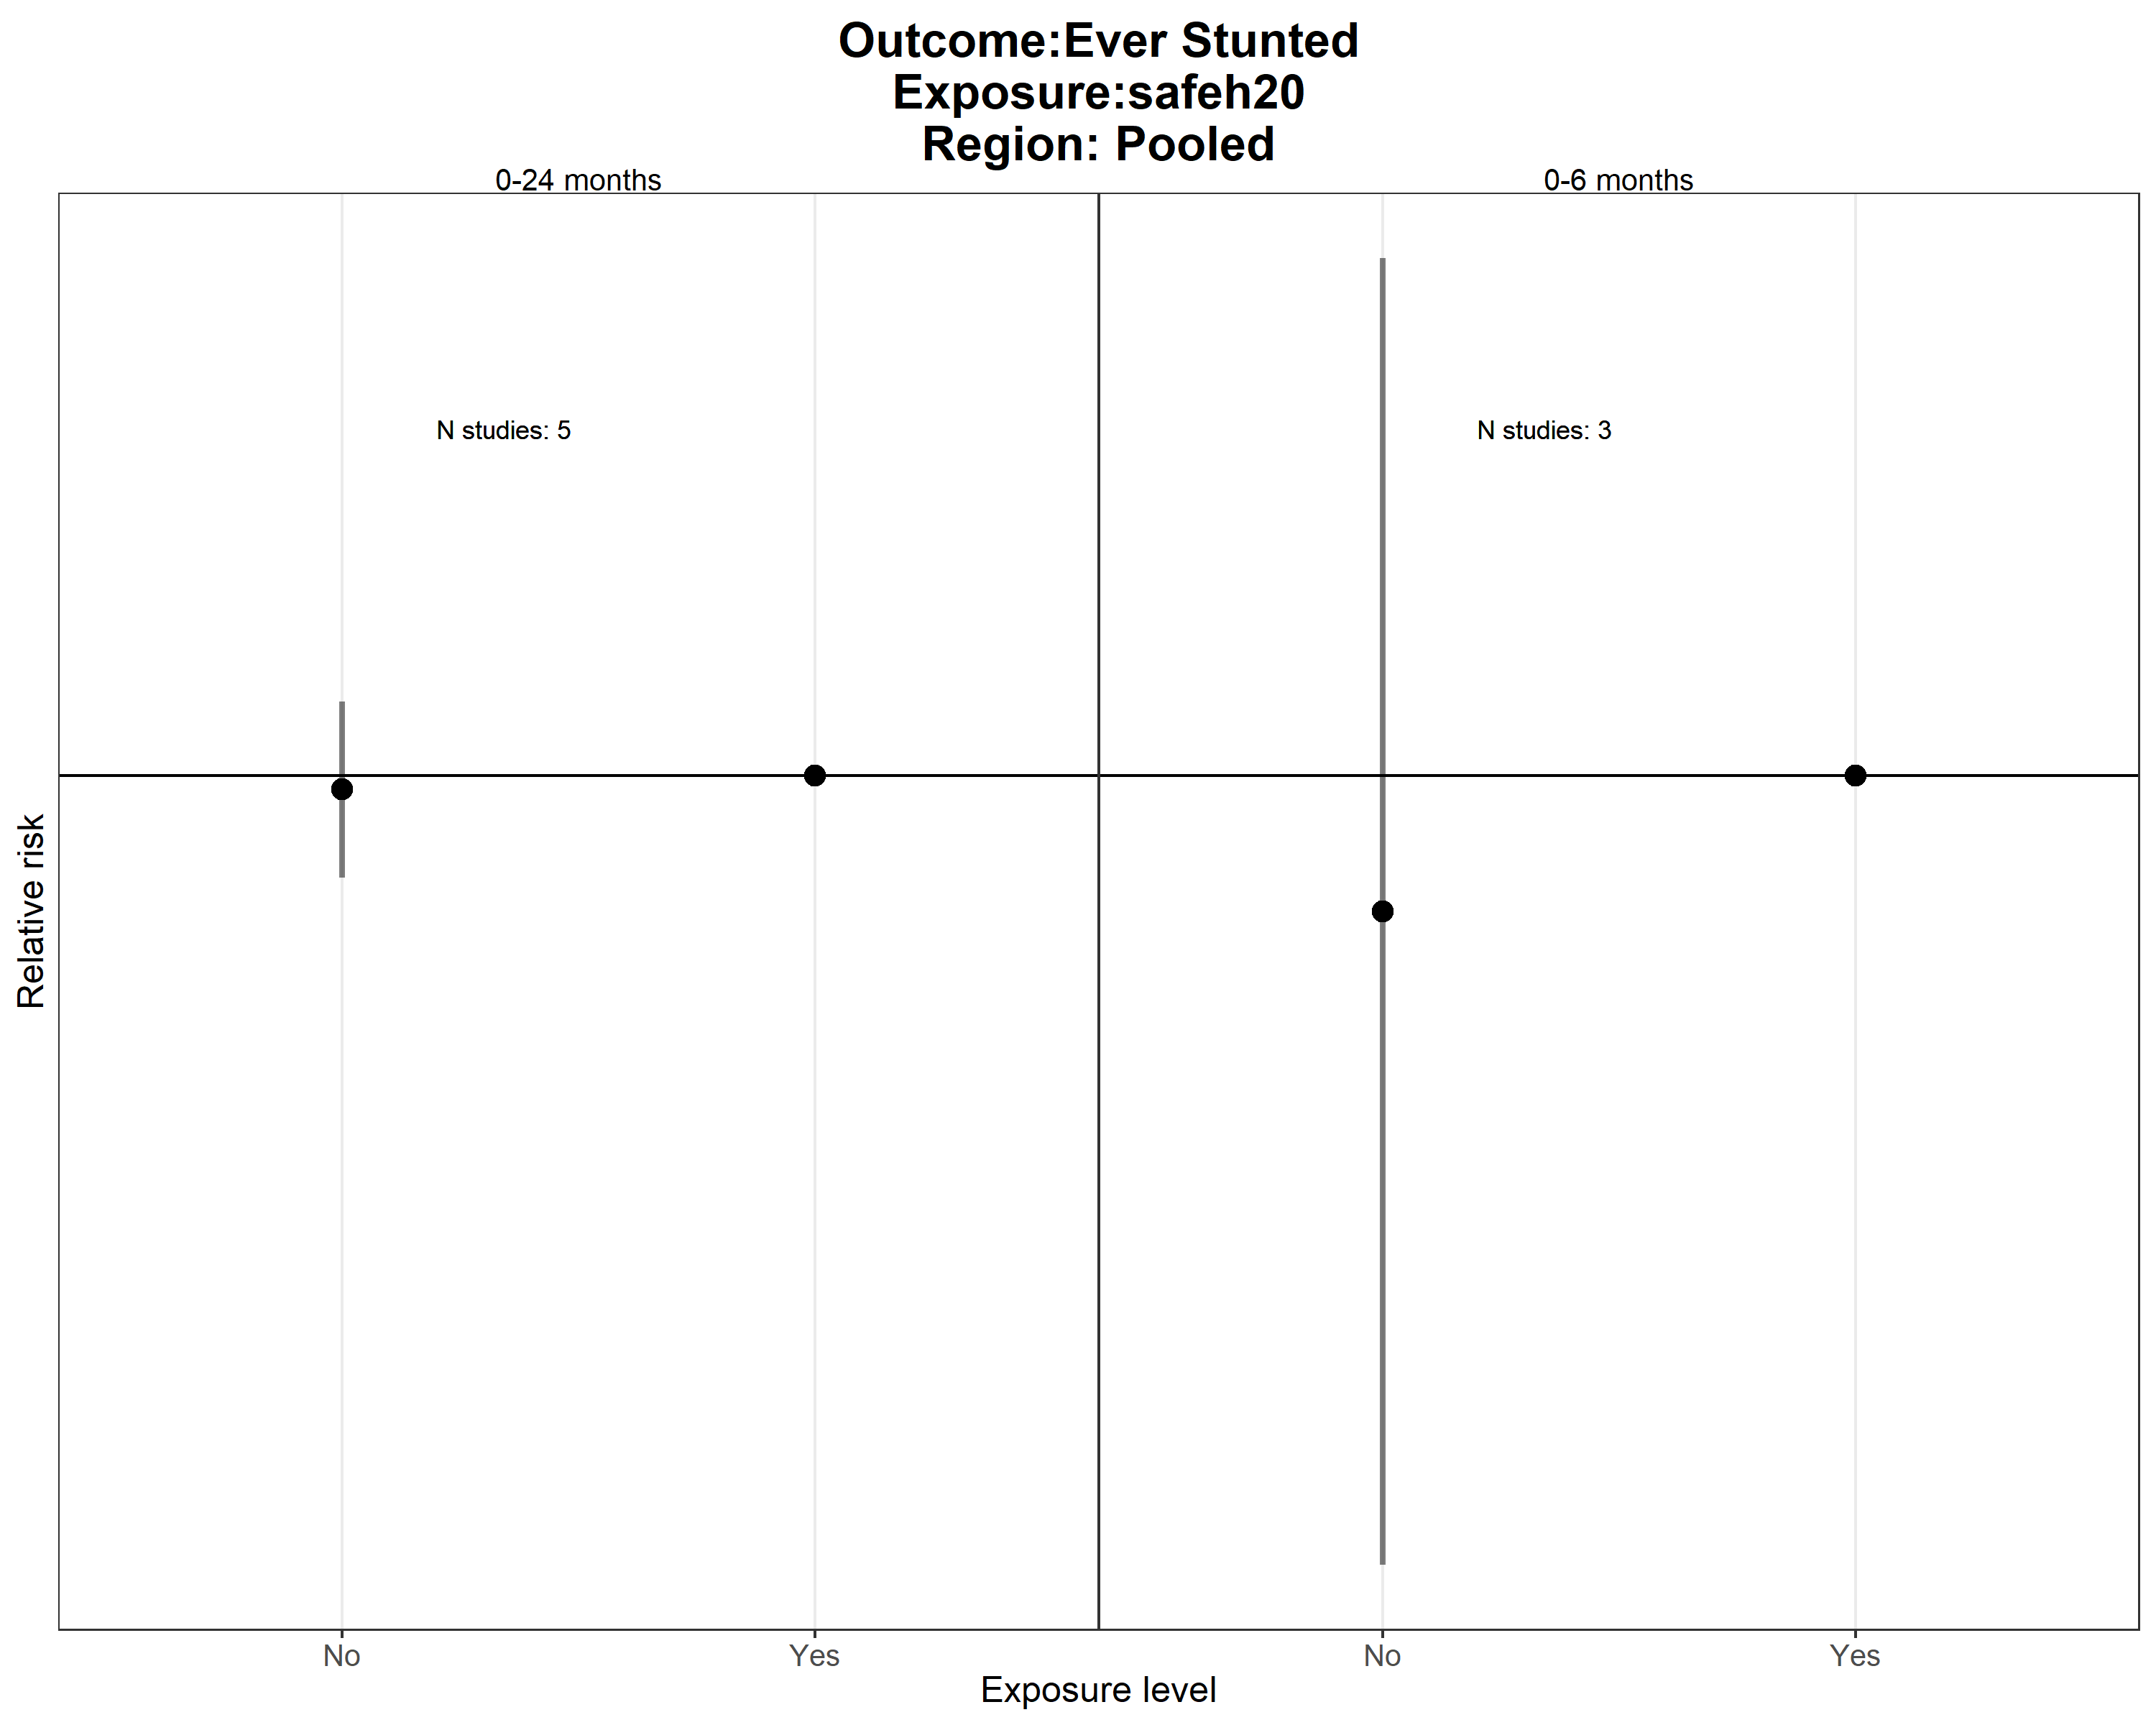 Outcome:Ever Stunted
Exposure:safeh20
Region: Pooled
0-24 months
0-6 months
N studies: 5
N studies: 3
Relative risk
No
Yes
No
Yes
Exposure level